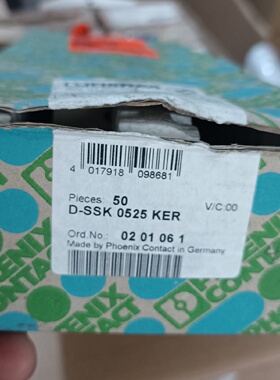 4 017918 098681
Pieces: 50 V/C:00
D-SSK 0525 KER
Ord.No.: 02 01 06 1
Made by Phoenix Contact in Germany
PHOENIX
CONTACT